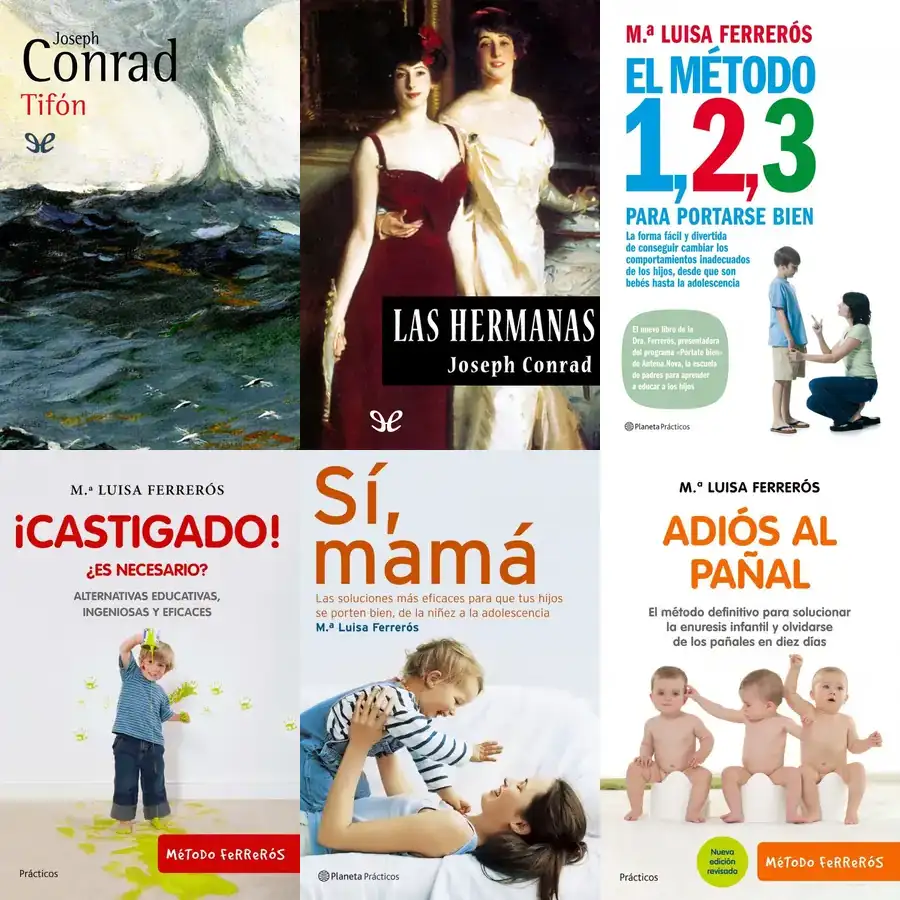 Joseph
Conrad
Tifón
LAS HERMANAS
Joseph Conrad
M.ª LUISA FERRERÓS
EL MÉTODO
1,2,3
PARA PORTARSE BIEN
La forma fácil y divertida
de conseguir cambiar los
comportamientos inadecuados
de los hijos, desde que son
bebés hasta la adolescencia
El nuevo libro de la
Dra. Ferrerós, presentadora
del programa «Pórtate bien»
de Antena.Nova, la escuela
de padres para aprender
a educar a los hijos
Planeta Prácticos
M.ª LUISA FERRERÓS
¡CASTIGADO!
¿ES NECESARIO?
ALTERNATIVAS EDUCATIVAS,
INGENIOSAS Y EFICACES
MéTODO FeRReRóS
Prácticos
Sí,
mamá
Las soluciones más eficaces para que tus hijos
se porten bien, de la niñez a la adolescencia
M.ª Luisa Ferrerós
Planeta Prácticos
M.ª LUISA FERRERÓS
ADIÓS AL
PAÑAL
El método definitivo para solucionar
la enuresis infantil y olvidarse
de los pañales en diez días
Nueva
edición
revisada
MéTODO FeRReRóS
Prácticos